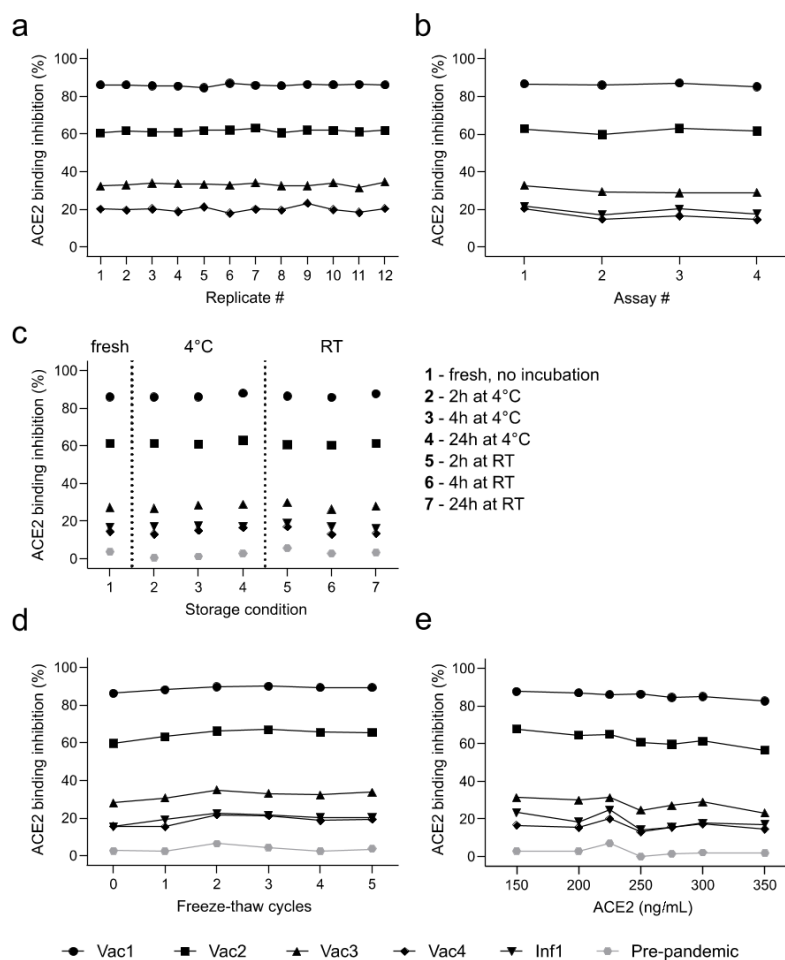 a
b
ACE2 binding inhibition (%)
100
80
60
40
20
0
1 2 3 4 5 6 7 8 9 10 11 12
Replicate #
ACE2 binding inhibition (%)
100
80
60
40
20
0
1 2 3 4
Assay #
c
fresh 4°C RT
ACE2 binding inhibition (%)
100
80
60
40
20
0
1 2 3 4 5 6 7
Storage condition
1 - fresh, no incubation
2 - 2h at 4°C
3 - 4h at 4°C
4 - 24h at 4°C
5 - 2h at RT
6 - 4h at RT
7 - 24h at RT
d
e
ACE2 binding inhibition (%)
100
80
60
40
20
0
0 1 2 3 4 5
Freeze-thaw cycles
ACE2 binding inhibition (%)
100
80
60
40
20
0
150 200 250 300 350
ACE2 (ng/mL)
Vac1 Vac2 Vac3 Vac4 Inf1 Pre-pandemic